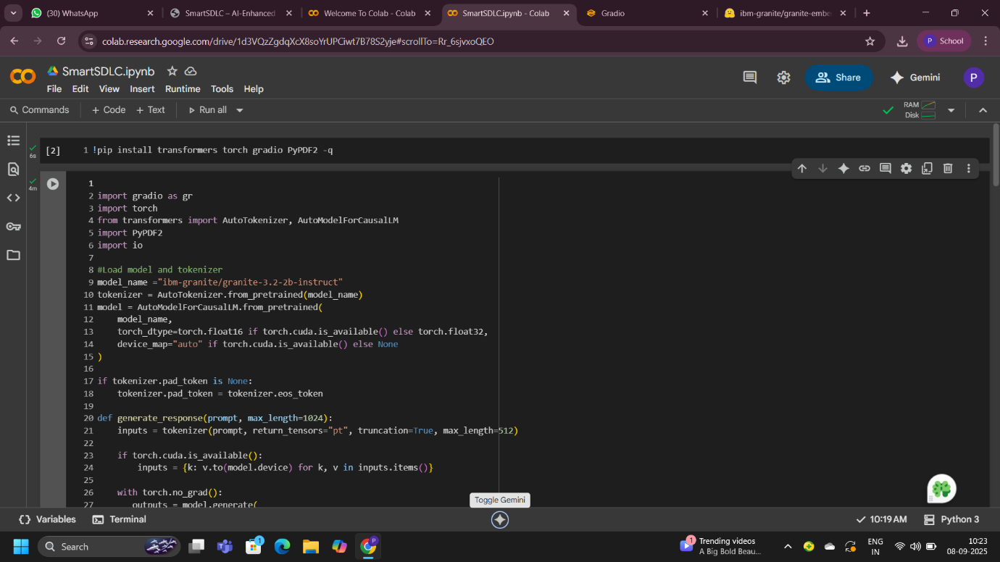 (30) WhatsApp
SmartSDLC – AI-Enhanced
Welcome To Colab - Colab
SmartSDLC.ipynb - Colab
Gradio
ibm-granite/granite-embe
colab.research.google.com/drive/1d3VQzZgdqXcX8soYrUPCiwt7B78S2yje#scrollTo=Rr_6sjvxoQEO
P School
SmartSDLC.ipynb
File Edit View Insert Runtime Tools Help
Share
Gemini
P
Commands + Code + Text Run all
RAM
Disk
6s
[2] 1 !pip install transformers torch gradio PyPDF2 -q
4m
1
2 import gradio as gr
3 import torch
4 from transformers import AutoTokenizer, AutoModelForCausalLM
5 import PyPDF2
6 import io
7
8 #Load model and tokenizer
9 model_name ="ibm-granite/granite-3.2-2b-instruct"
10 tokenizer = AutoTokenizer.from_pretrained(model_name)
11 model = AutoModelForCausalLM.from_pretrained(
12     model_name,
13     torch_dtype=torch.float16 if torch.cuda.is_available() else torch.float32,
14     device_map="auto" if torch.cuda.is_available() else None
15 )
16
17 if tokenizer.pad_token is None:
18     tokenizer.pad_token = tokenizer.eos_token
19
20 def generate_response(prompt, max_length=1024):
21     inputs = tokenizer(prompt, return_tensors="pt", truncation=True, max_length=512)
22
23     if torch.cuda.is_available():
24         inputs = {k: v.to(model.device) for k, v in inputs.items()}
25
26     with torch.no_grad():
27        outputs = model.generate(
Toggle Gemini
Variables Terminal
10:19 AM Python 3
Search
1
P
1
Trending videos
A Big Bold Beau...
ENG
IN
10:23
08-09-2025